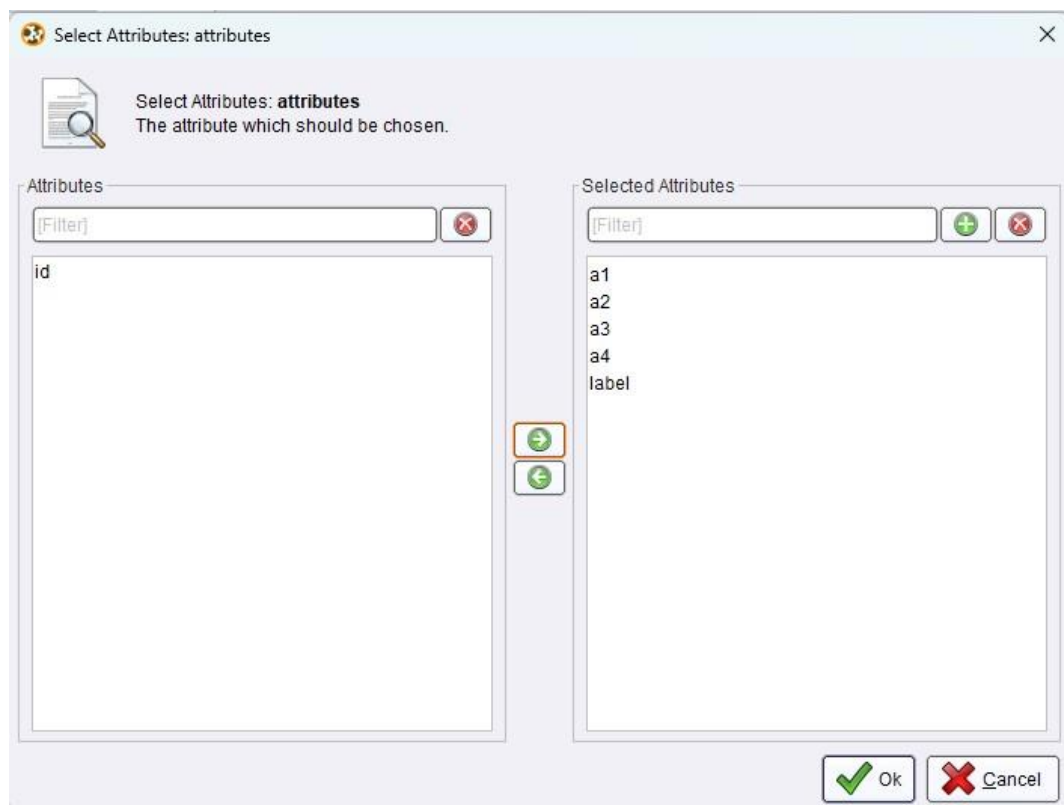 Select Attributes: attributes
Select Attributes: attributes
The attribute which should be chosen.
Attributes
[Filter]
id
Selected Attributes
[Filter]
a1
a2
a3
a4
label
Ok
Cancel